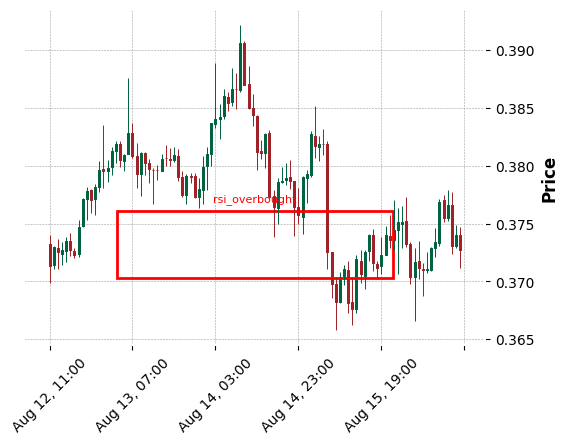 0.390
0.385
0.380
rsi_overbought
0.375
0.370
0.365
Price
Aug 12, 11:00
Aug 13, 07:00
Aug 14, 03:00
Aug 14, 23:00
Aug 15, 19:00